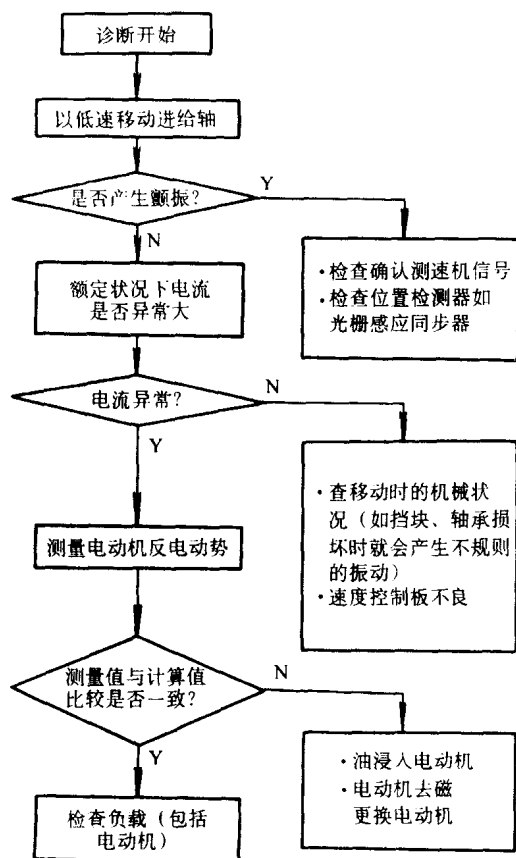 诊断开始
以低速移动进给轴
是否产生颤振?
Y
N
·检查确认测速机信号
·检查位置检测器如
光栅感应同步器
额定状况下电流
是否异常大
电流异常?
N
Y
·查移动时的机械状
况(如挡块、轴承损
坏时就会产生不规则
的振动)
·速度控制板不良
测量电动机反电动势
测量值与计算值
比较是否一致?
N
Y
·油浸入电动机
·电动机去磁
更换电动机
检查负载(包括
电动机)